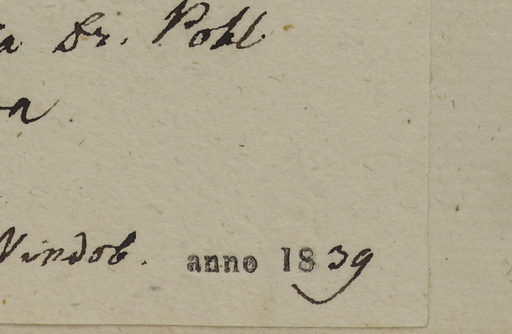 a Dr. Pohl
a
Vindob. anno 1839